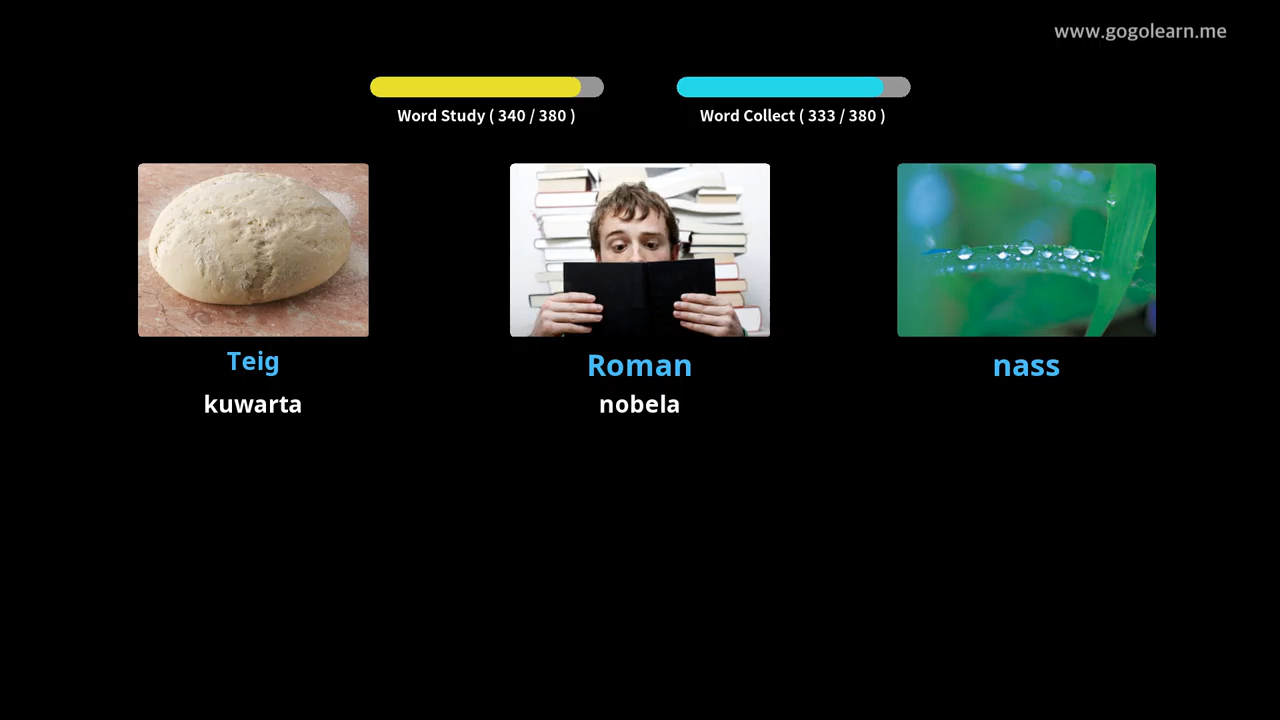 www.gogolearn.me
Word Study ( 340 / 380 )
Word Collect ( 333 / 380 )
Teig
Roman
nass
kuwarta
nobela